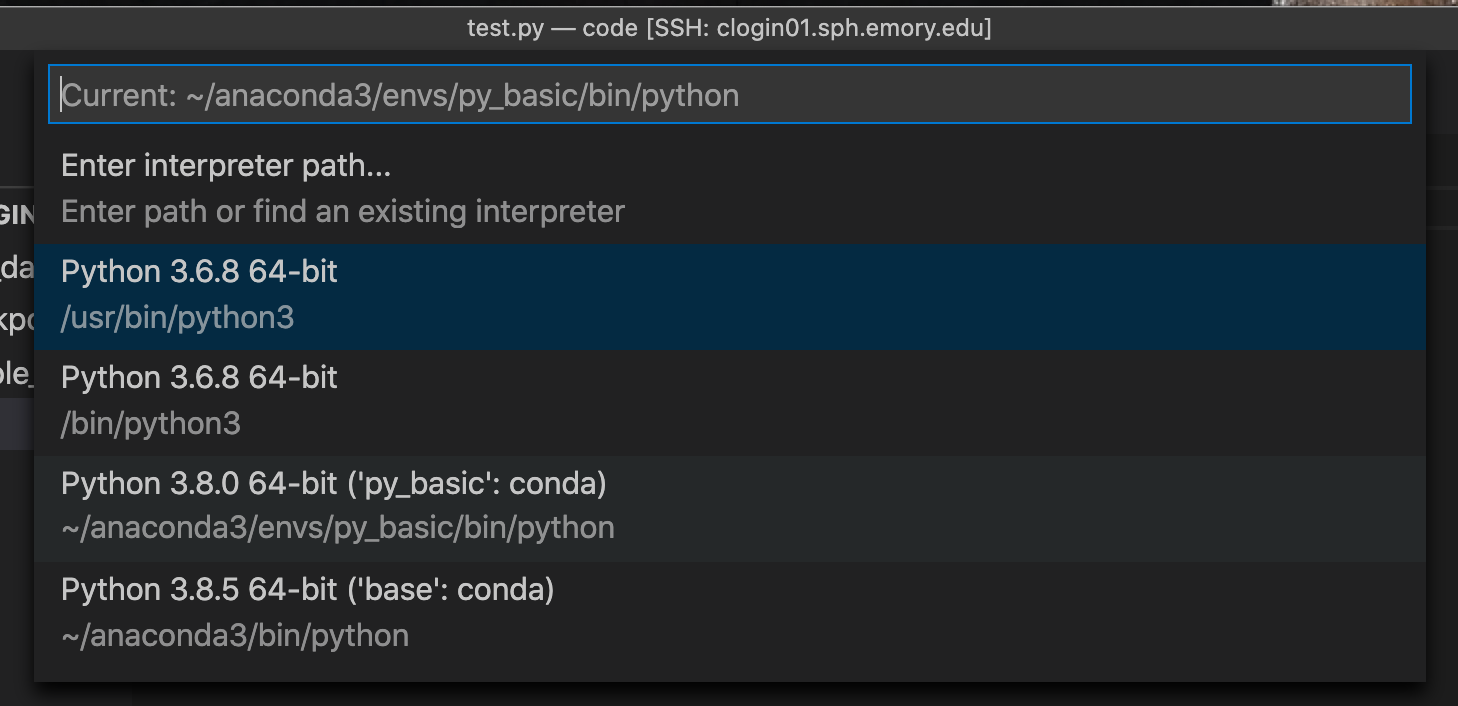 test.py — code [SSH: clogin01.sph.emory.edu]
Current: ~/anaconda3/envs/py_basic/bin/python
Enter interpreter path...
Enter path or find an existing interpreter
GIN
_da
Python 3.6.8 64-bit
/usr/bin/python3
kpo
ple_
Python 3.6.8 64-bit
/bin/python3
Python 3.8.0 64-bit ('py_basic': conda)
~/anaconda3/envs/py_basic/bin/python
Python 3.8.5 64-bit ('base': conda)
~/anaconda3/bin/python